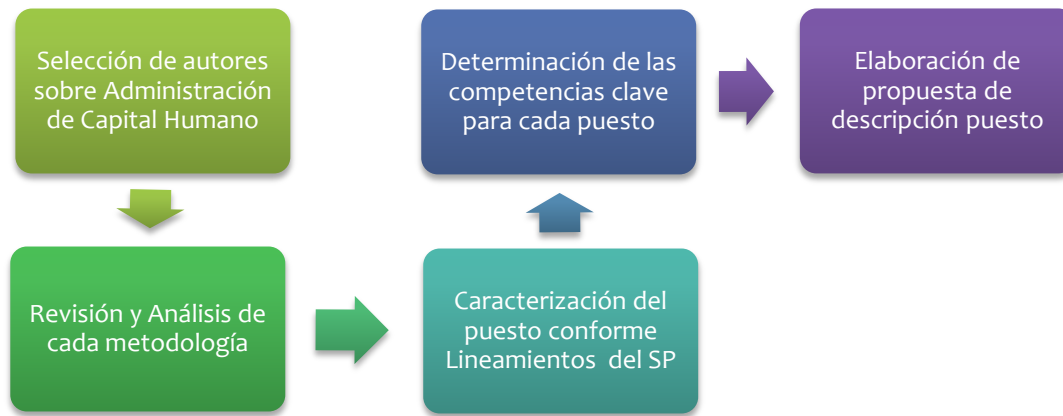 Selección de autores
sobre Administración
de Capital Humano
Revisión y Análisis de
cada metodología
Caracterización del
puesto conforme
Lineamientos del SP
Determinación de las
competencias clave
para cada puesto
Elaboración de
propuesta de
descripción puesto